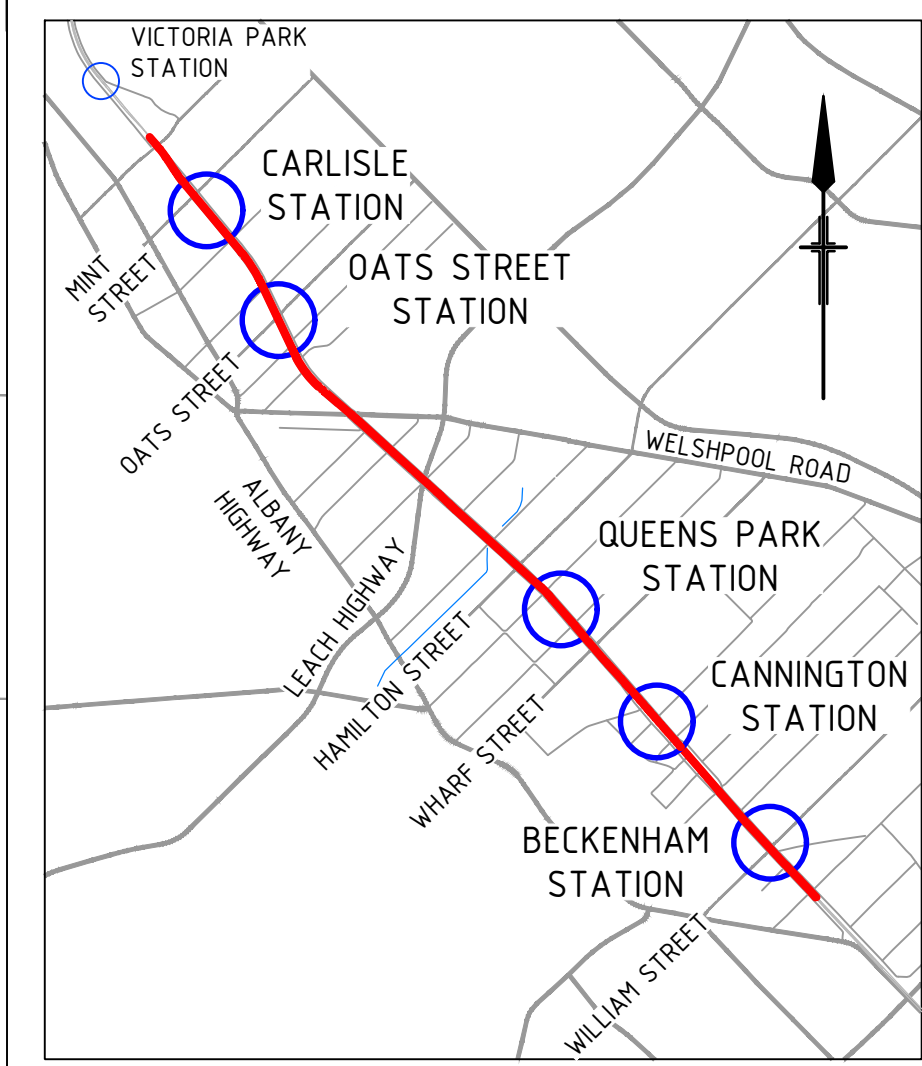 VICTORIA PARK
STATION
CARLISLE
STATION
MINT
STREET
OATS STREET
STATION
OATS STREET
WELSHPOOL ROAD
ALBANY
HIGHWAY
QUEENS PARK
STATION
LEACH HIGHWAY
HAMILTON STREET
CANNINGTON
STATION
WHARF STREET
BECKENHAM
STATION
WILLIAM STREET